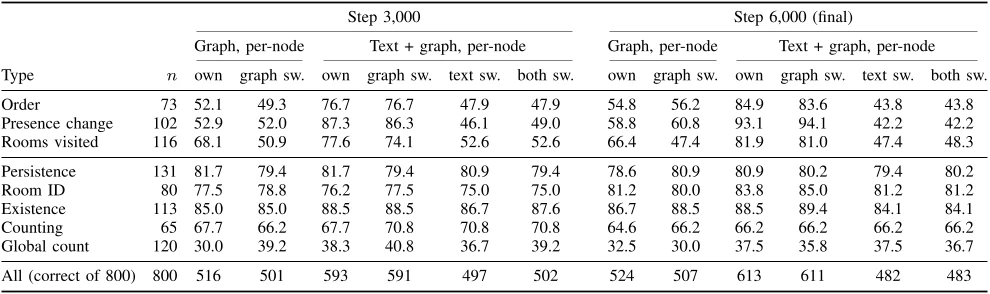 Step 3,000 Step 6,000 (final)
Graph, per-node Text + graph, per-node Graph, per-node Text + graph, per-node
Type n own graph sw. own graph sw. text sw. both sw. own graph sw. own graph sw. text sw. both sw.
Order 73 52.1 49.3 76.7 76.7 47.9 47.9 54.8 56.2 84.9 83.6 43.8 43.8
Presence change 102 52.9 52.0 87.3 86.3 46.1 49.0 58.8 60.8 93.1 94.1 42.2 42.2
Rooms visited 116 68.1 50.9 77.6 74.1 52.6 52.6 66.4 47.4 81.9 81.0 47.4 48.3
Persistence 131 81.7 79.4 81.7 79.4 80.9 79.4 78.6 80.9 80.9 80.2 79.4 80.2
Room ID 80 77.5 78.8 76.2 77.5 75.0 75.0 81.2 80.0 83.8 85.0 81.2 81.2
Existence 113 85.0 85.0 88.5 88.5 86.7 87.6 86.7 88.5 88.5 89.4 84.1 84.1
Counting 65 67.7 66.2 67.7 70.8 70.8 70.8 64.6 66.2 66.2 66.2 66.2 66.2
Global count 120 30.0 39.2 38.3 40.8 36.7 39.2 32.5 30.0 37.5 35.8 37.5 36.7
All (correct of 800) 800 516 501 593 591 497 502 524 507 613 611 482 483